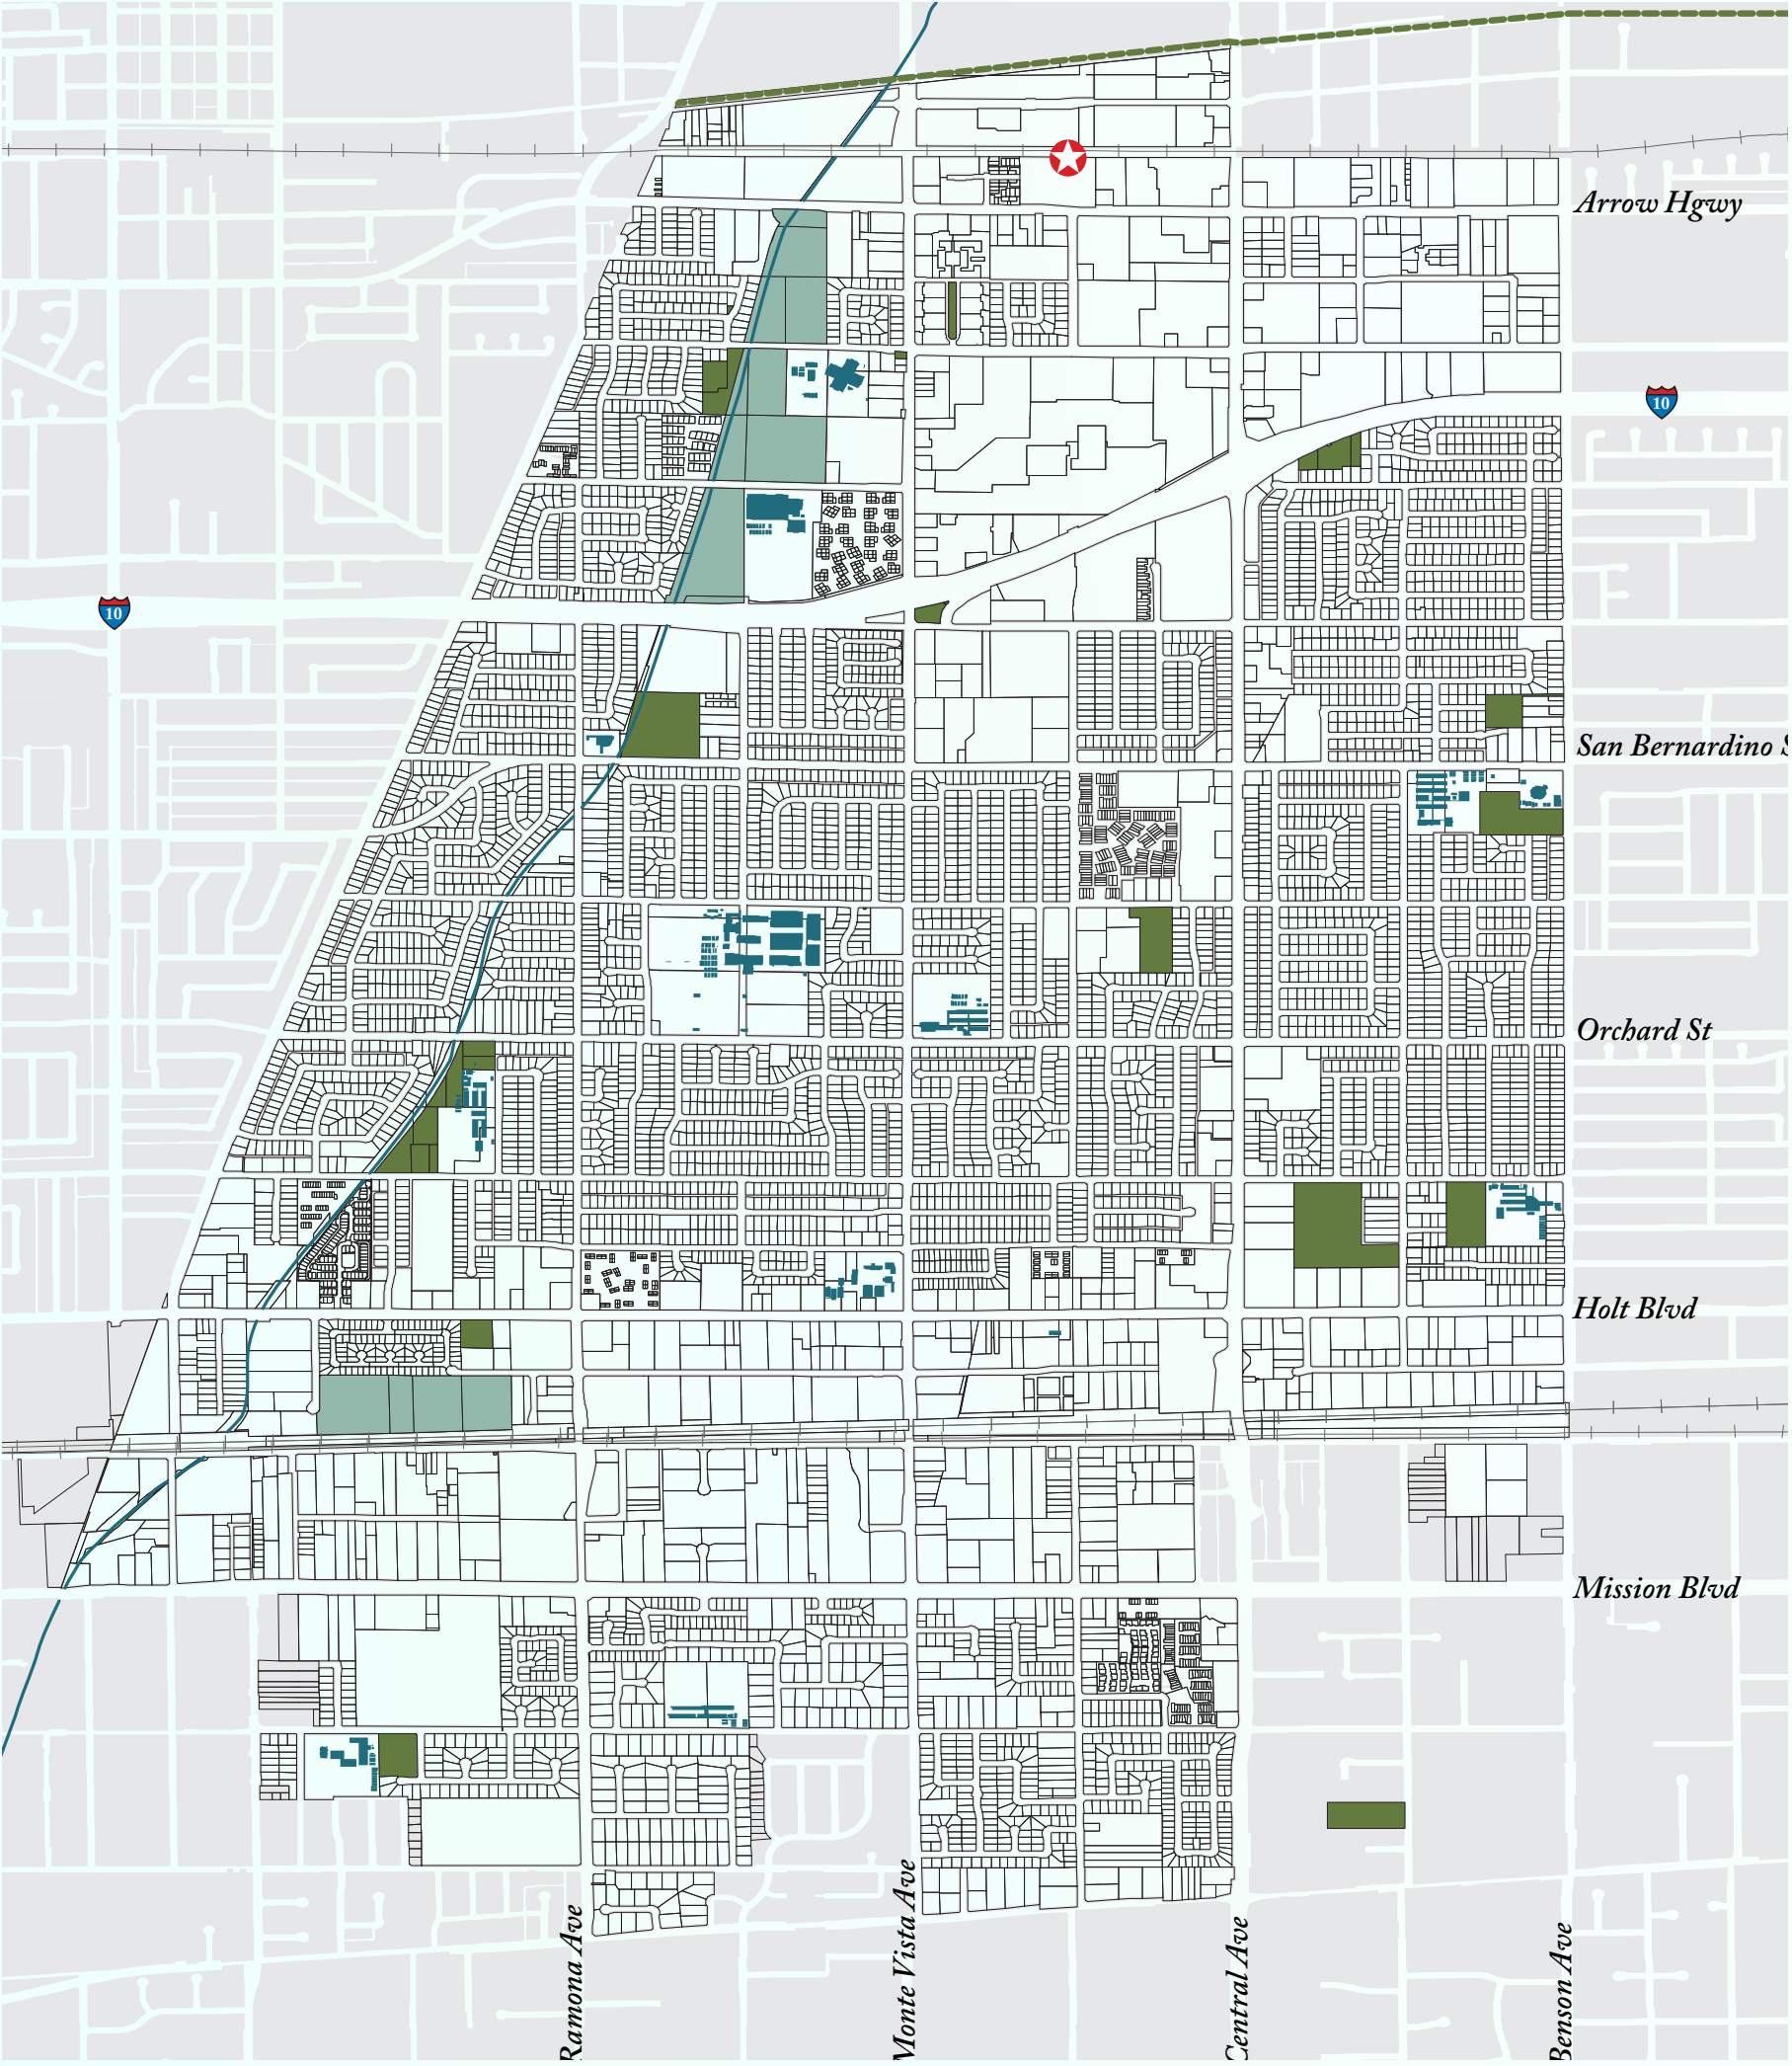 Arrow Hgwy
10
10
San Bernardino S
Orchard St
Holt Blvd
Mission Blvd
Ramona Ave
Monte Vista Ave
Central Ave
Benson Ave